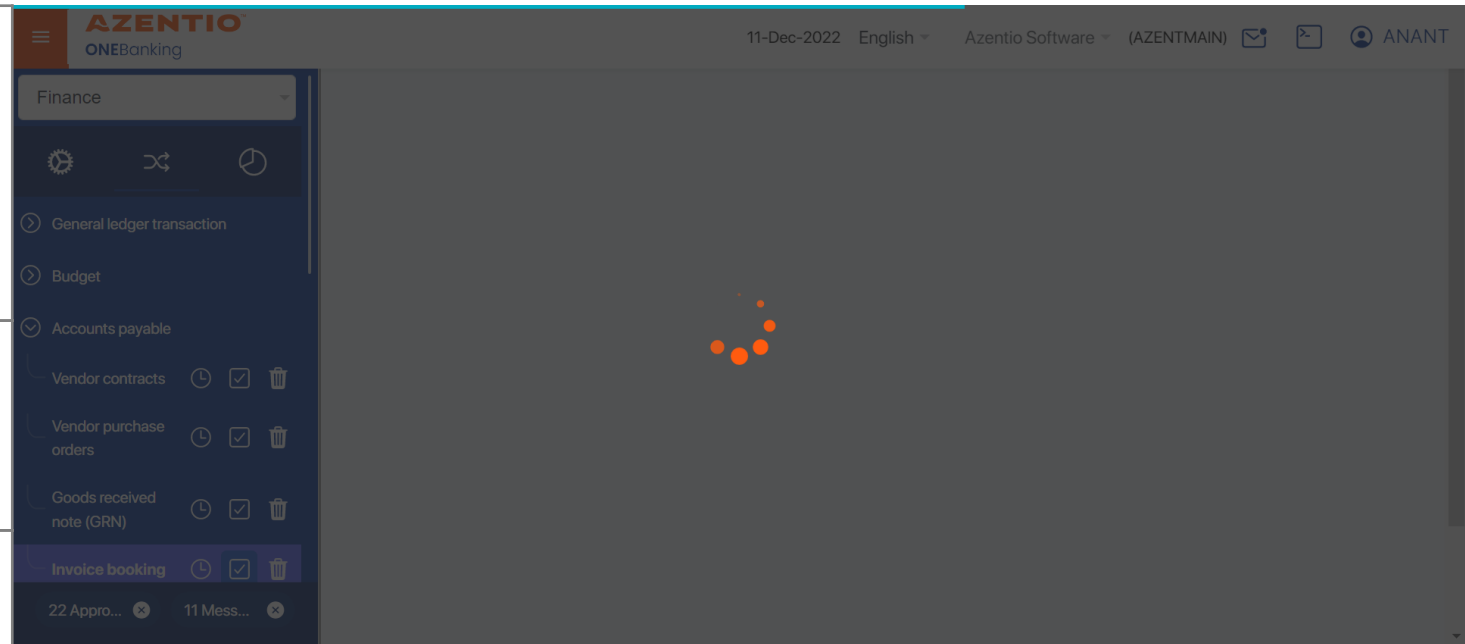 AZENTIO
ONEBanking
11-Dec-2022 English Azentio Software (AZENTMAIN) ANANT
Finance
General ledger transaction
Budget
Accounts payable
Vendor contracts
Vendor purchase
orders
Goods received
note (GRN)
Invoice booking
22 Appro... 11 Mess...